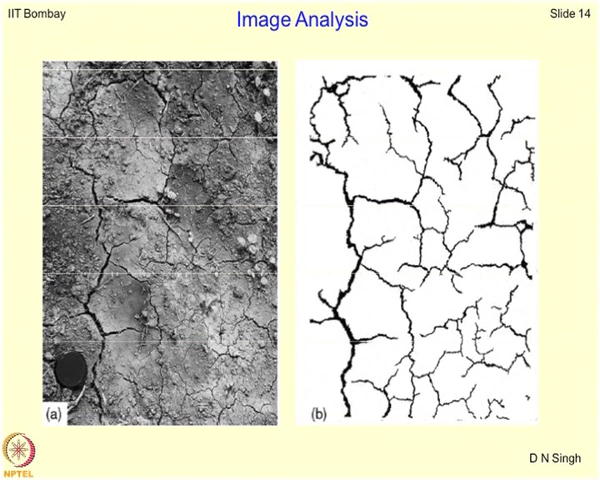 IIT Bombay
Image Analysis
Slide 14
(a)
(b)
NPTEL
D N Singh